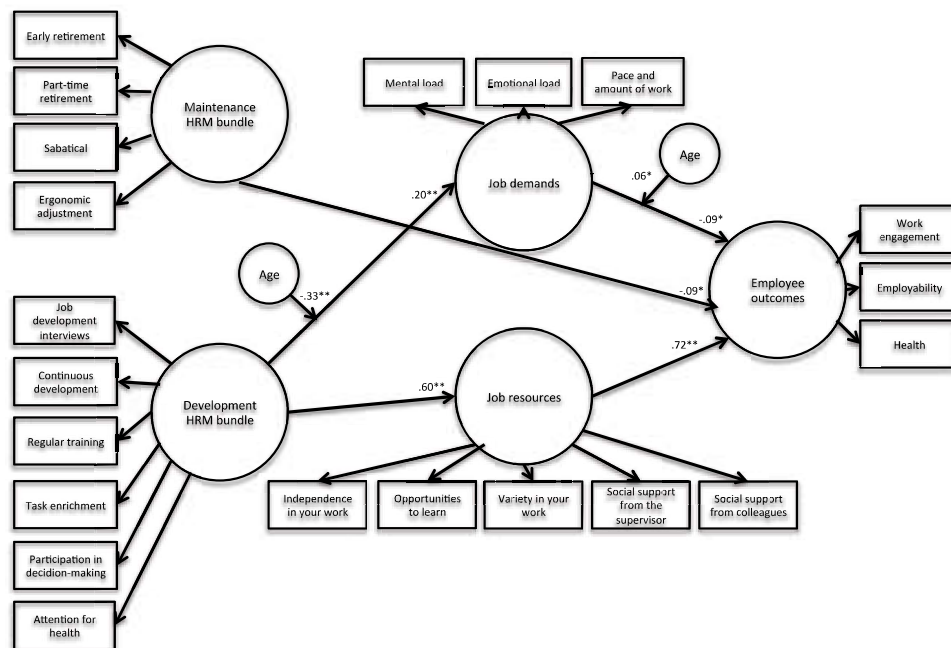 Early retirement
Part-time
retirement
Sabatical
Ergonomic
adjustment
Maintenance
HRM bundle
Mental load
Emotional load
Pace and
amount of work
Job demands
Age
.06*
-.09*
.20**
Age
-.33**
-.09*
Employee
outcomes
Work
engagement
Employability
Health
Job
development
interviews
Continuous
development
Regular training
Task enrichment
Participation in
decidion-making
Attention for
health
Development
HRM bundle
.60**
Job resources
.72**
Independence
in your work
Opportunities
to learn
Variety in your
work
Social support
from the
supervisor
Social support
from colleagues